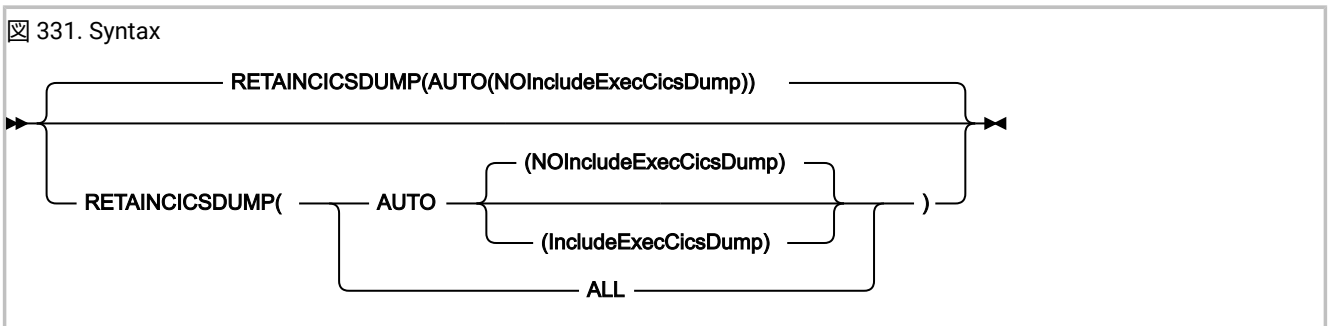 図 331. Syntax
RETAINCICSDUMP(AUTO(NOIncludeExecCicsDump))
(NOIncludeExecCicsDump)
RETAINCICSDUMP( AUTO )
(IncludeExecCicsDump)
ALL